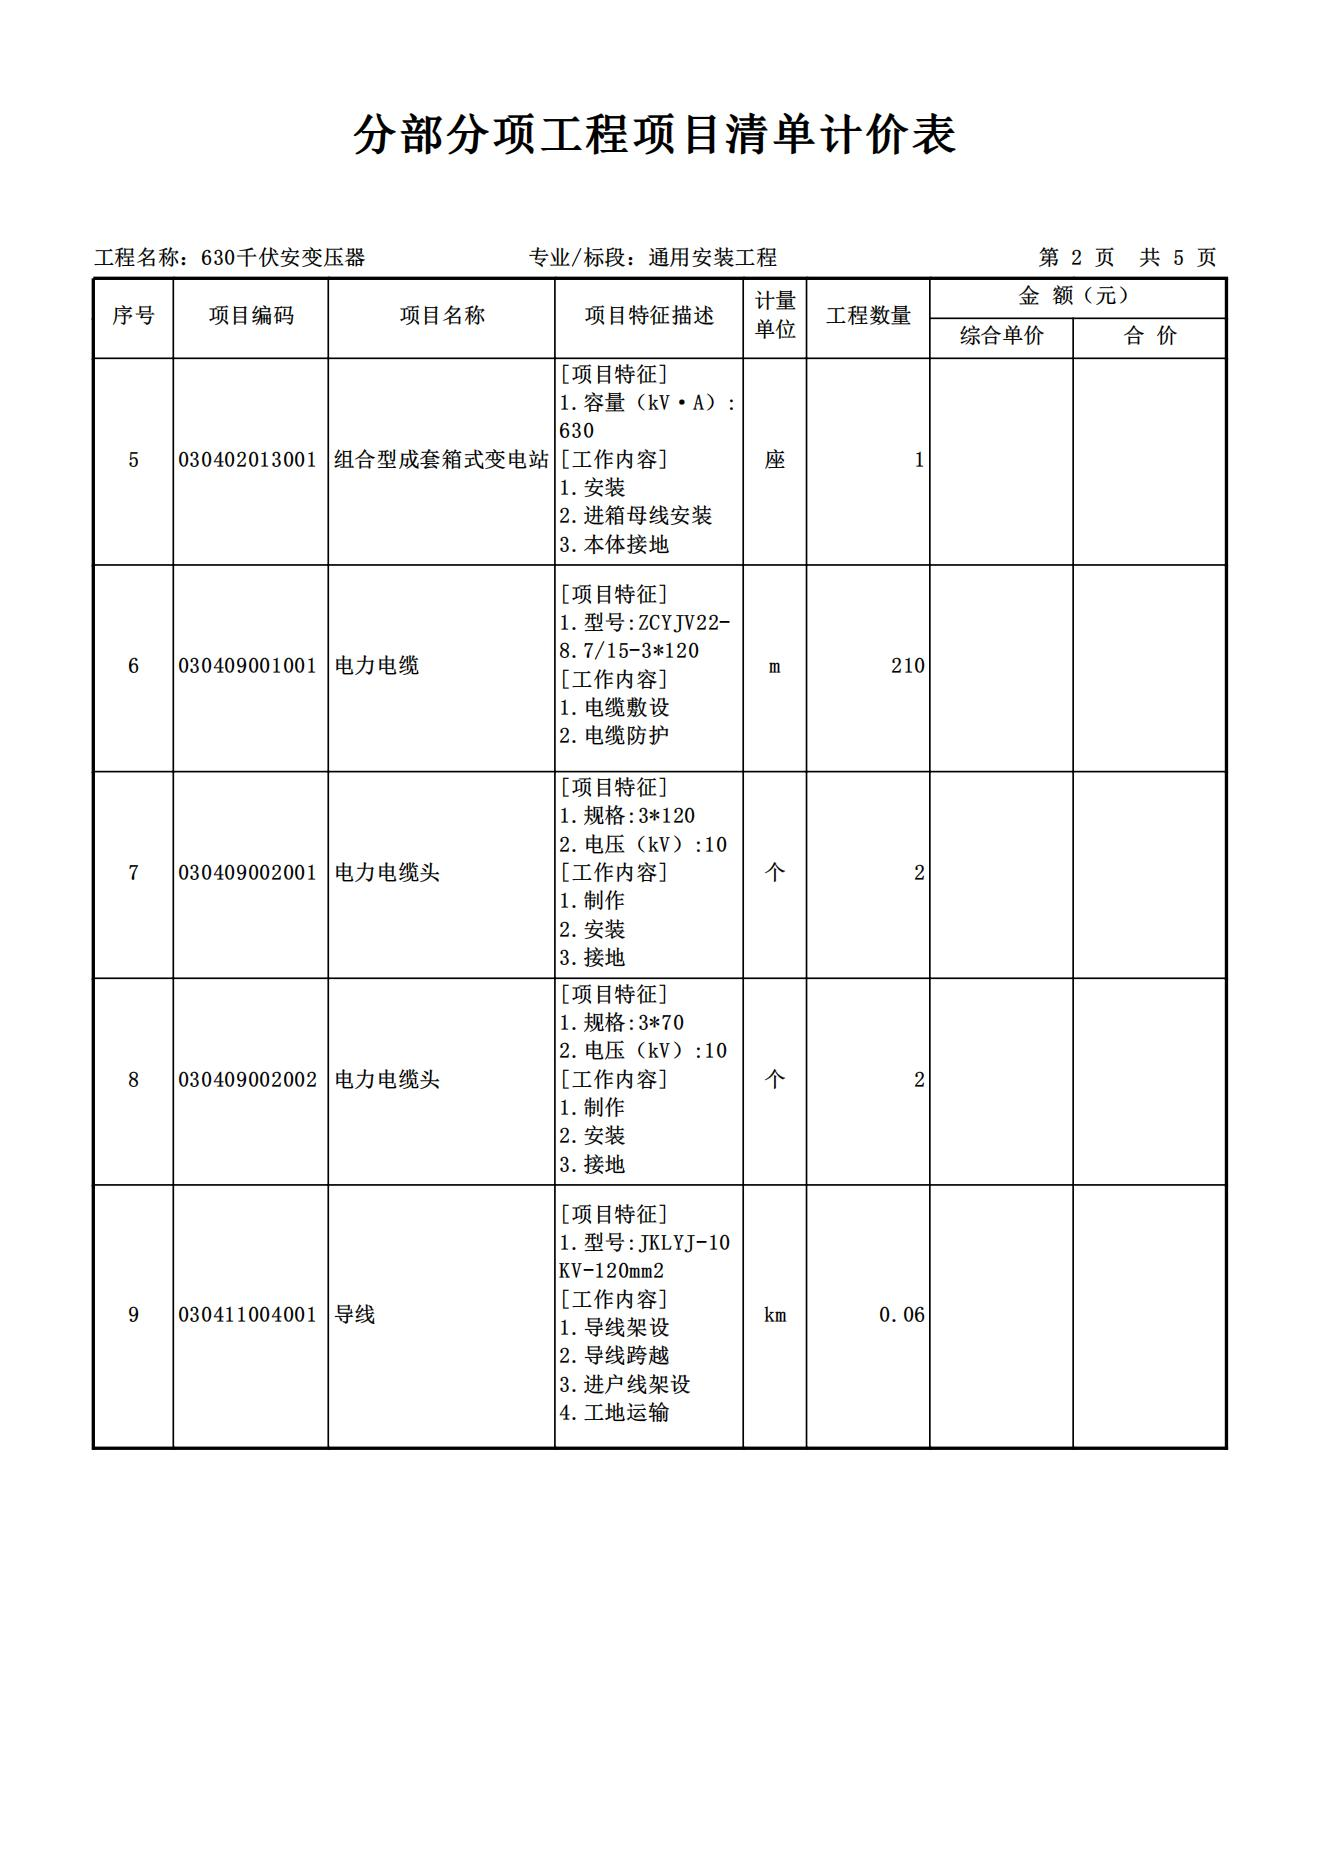 分部分项工程项目清单计价表
工程名称：630千伏安变压器 专业/标段：通用安装工程 第 2 页 共 5 页
序号 项目编码 项目名称 项目特征描述 计量单位 工程数量 金 额（元）
综合单价 合 价
5 030402013001 组合型成套箱式变电站
[项目特征]
1.容量（kV·A）:
630
[工作内容]
1.安装
2.进箱母线安装
3.本体接地
座 1
6 030409001001 电力电缆
[项目特征]
1.型号:ZCYJV22-
8.7/15-3*120
[工作内容]
1.电缆敷设
2.电缆防护
m 210
7 030409002001 电力电缆头
[项目特征]
1.规格:3*120
2.电压（kV）:10
[工作内容]
1.制作
2.安装
3.接地
个 2
8 030409002002 电力电缆头
[项目特征]
1.规格:3*70
2.电压（kV）:10
[工作内容]
1.制作
2.安装
3.接地
个 2
9 030411004001 导线
[项目特征]
1.型号:JKLYJ-10
KV-120mm2
[工作内容]
1.导线架设
2.导线跨越
3.进户线架设
4.工地运输
km 0.06